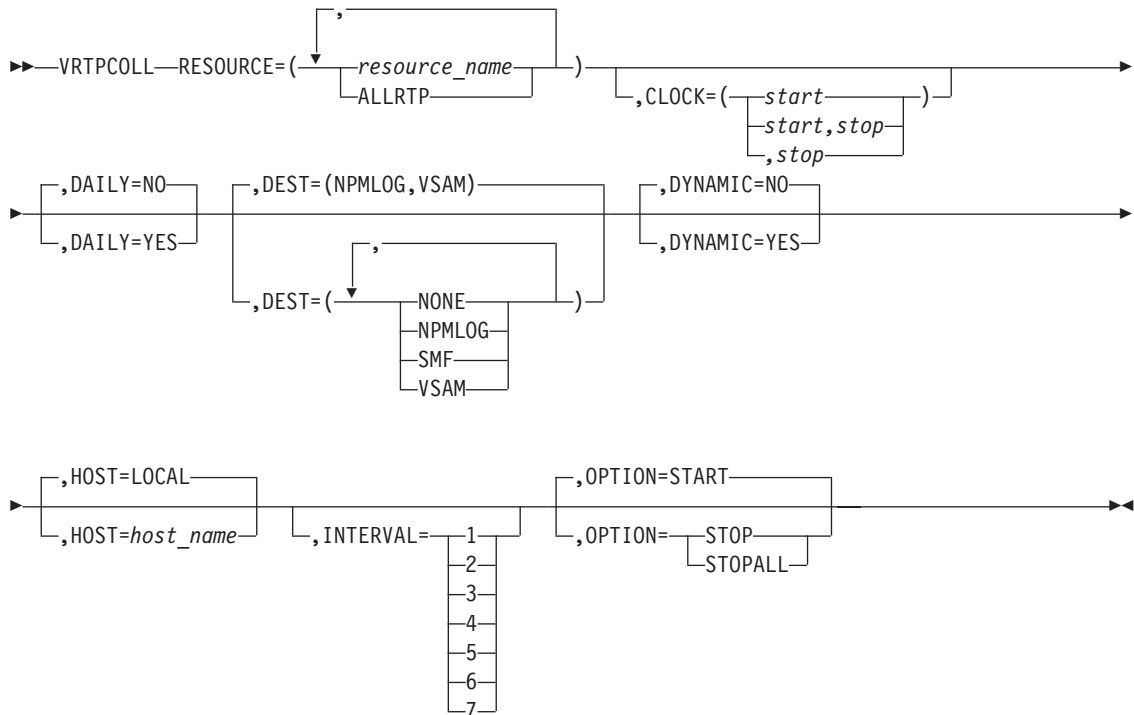 ,
VRTPCOLL RESOURCE=( resource_name )
ALLRTP
,CLOCK=( start )
start,stop
,stop
,DAILY=NO
,DAILY=YES
,DEST=(NPMLOG,VSAM)
,
,DEST=( NONE )
NPMLOG
SMF
VSAM
,DYNAMIC=NO
,DYNAMIC=YES
,HOST=LOCAL
,HOST=host_name
,INTERVAL= 1
2
3
4
5
6
7
,OPTION=START
,OPTION= STOP
STOPALL